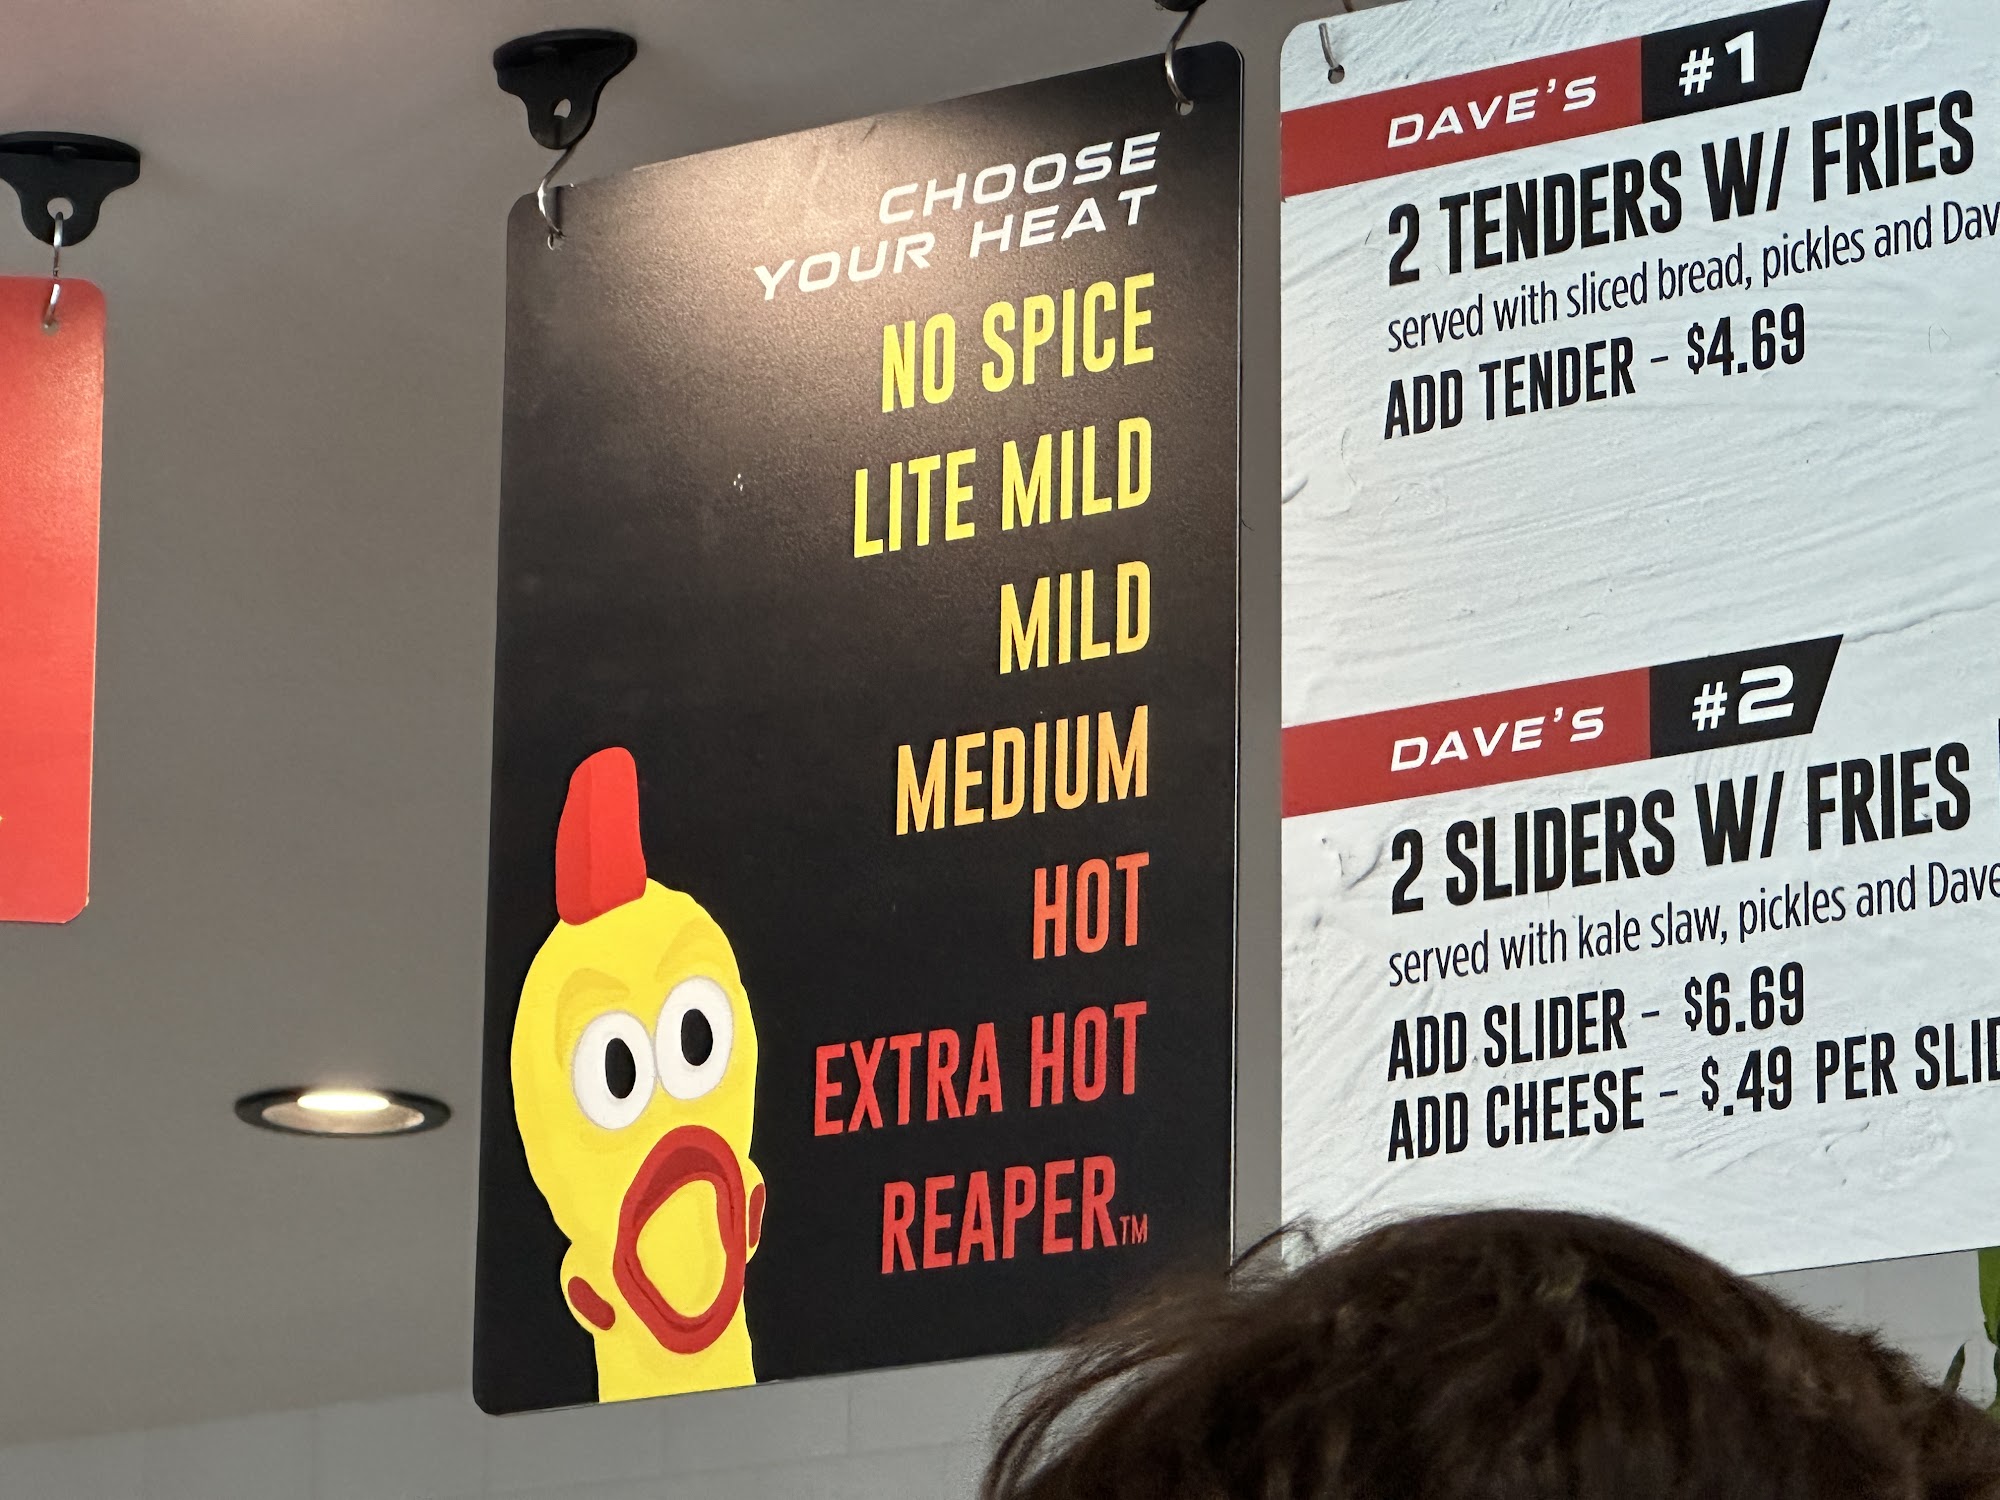 CHOOSE
YOUR HEAT
NO SPICE
LITE MILD
MILD
MEDIUM
HOT
EXTRA HOT
REAPER™
DAVE'S #1
2 TENDERS W/ FRIES
served with sliced bread, pickles and
ADD TENDER - $4.69
DAVE'S #2
2 SLIDERS W/ FRIES
served with kale slaw, pickles and Dave
ADD SLIDER - $6.69
ADD CHEESE - $.49 PER